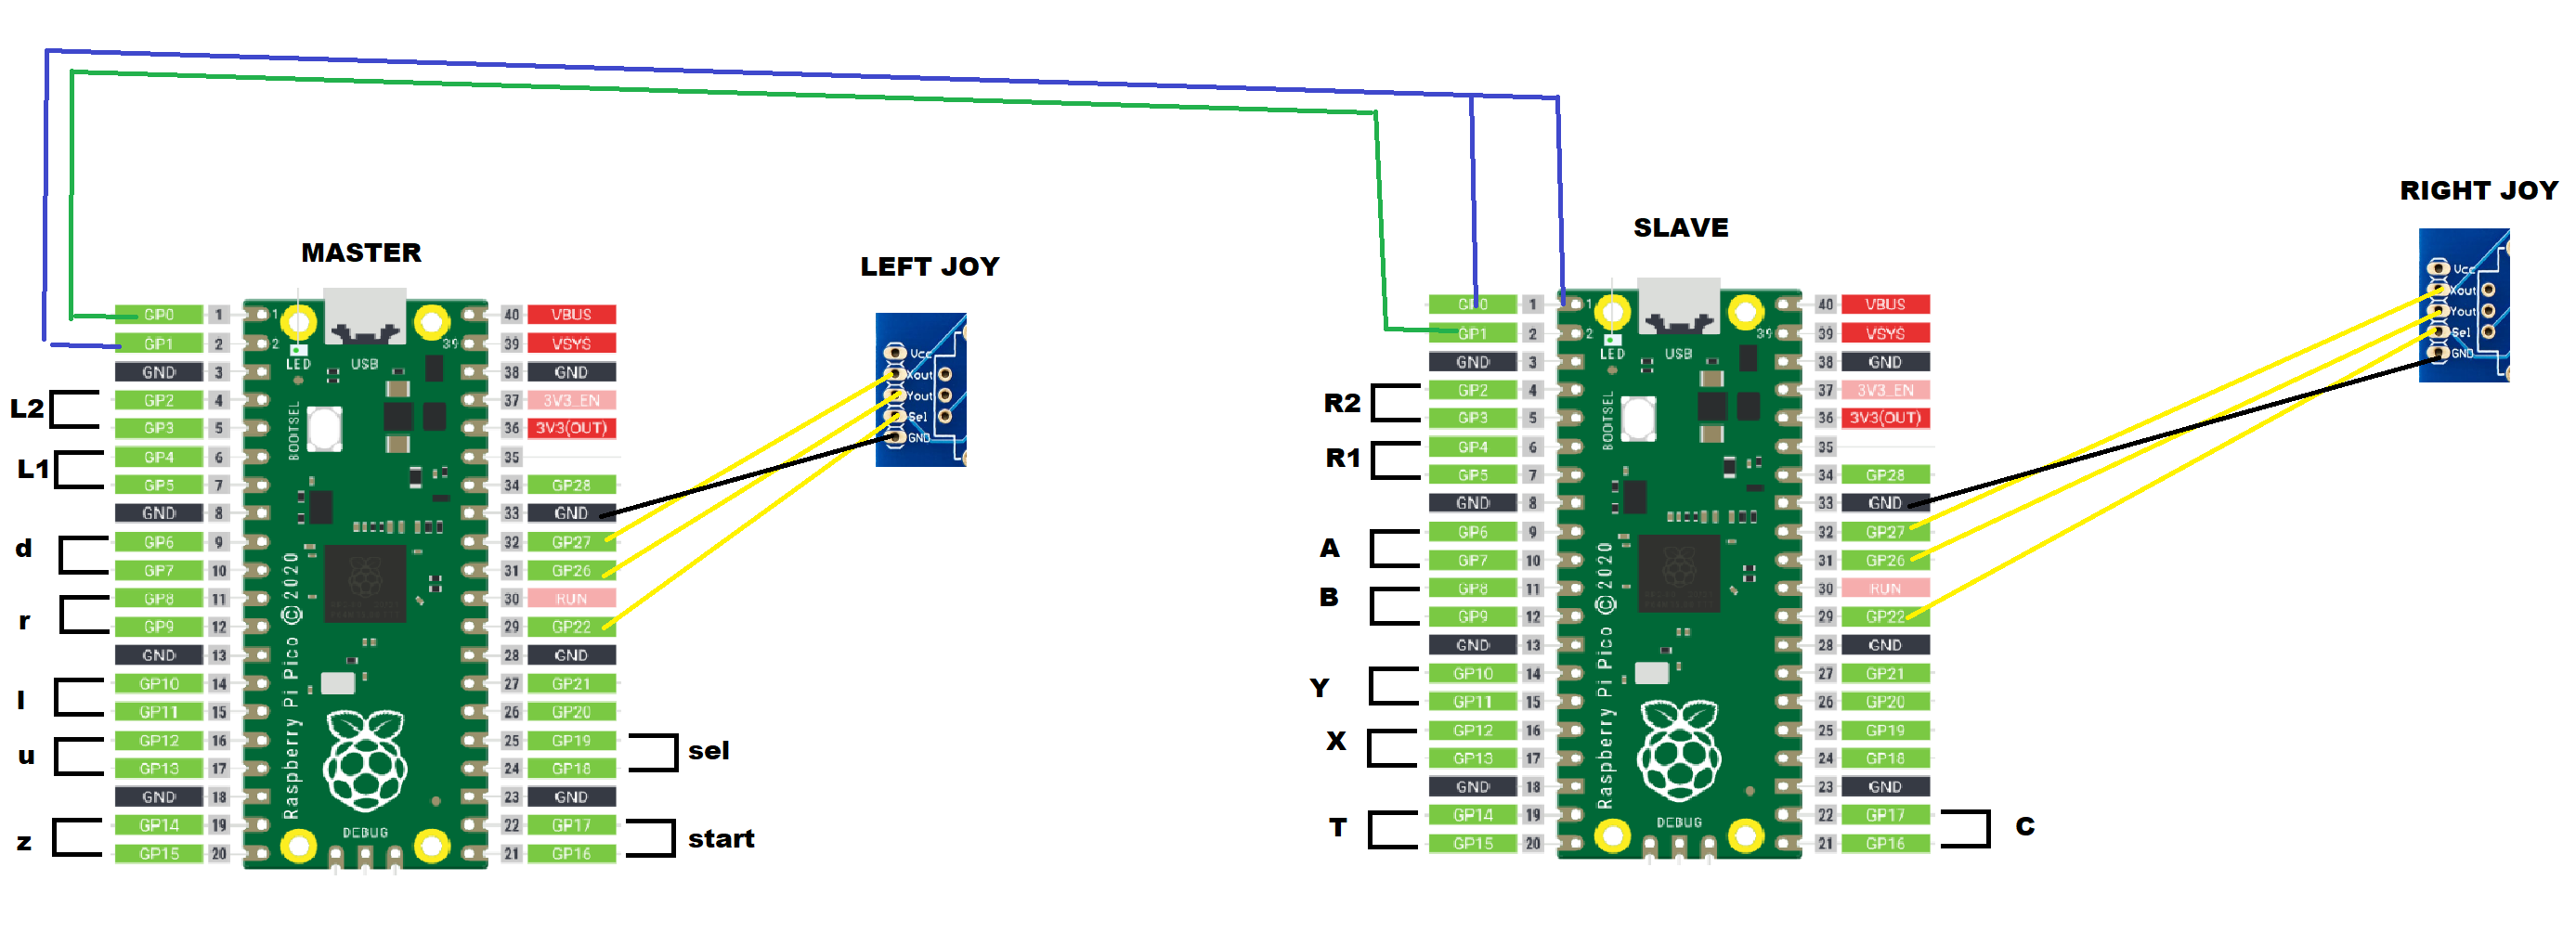 RIGHT JOY
SLAVE
MASTER
LEFT JOY
Vcc
Xout
Yout
Sel
GND
Vcc
Xout
Yout
Sel
GND
GP0 1 1 40 VBUS
GP1 2 2 39 39 VSYS
LED USB
GND 3 38 GND
L2
GP2 4 37 3V3_EN
GP3 5 36 3V3(OUT)
BOOTSEL
L1
GP4 6 35
GP5 7 34 GP28
GND 8 33 GND
d
GP6 9 32 GP27
GP7 10 31 GP26
r
GP8 11 30 RUN
GP9 12 29 GP22
GND 13 28 GND
Raspberry Pi Pico © 2020
l
GP10 14 27 GP21
GP11 15 26 GP20
u
GP12 16 25 GP19
sel
GP13 17 24 GP18
GND 18 23 GND
z
GP14 19 22 GP17
start
GP15 20 21 GP16
DEBUG
GP0 1 1 40 VBUS
GP1 2 2 39 39 VSYS
LED USB
GND 3 38 GND
R2
GP2 4 37 3V3_EN
GP3 5 36 3V3(OUT)
BOOTSEL
R1
GP4 6 35
GP5 7 34 GP28
GND 8 33 GND
A
GP6 9 32 GP27
GP7 10 31 GP26
B
GP8 11 30 RUN
GP9 12 29 GP22
GND 13 28 GND
Raspberry Pi Pico © 2020
Y
GP10 14 27 GP21
GP11 15 26 GP20
X
GP12 16 25 GP19
GP13 17 24 GP18
GND 18 23 GND
T
GP14 19 22 GP17
C
GP15 20 21 GP16
DEBUG